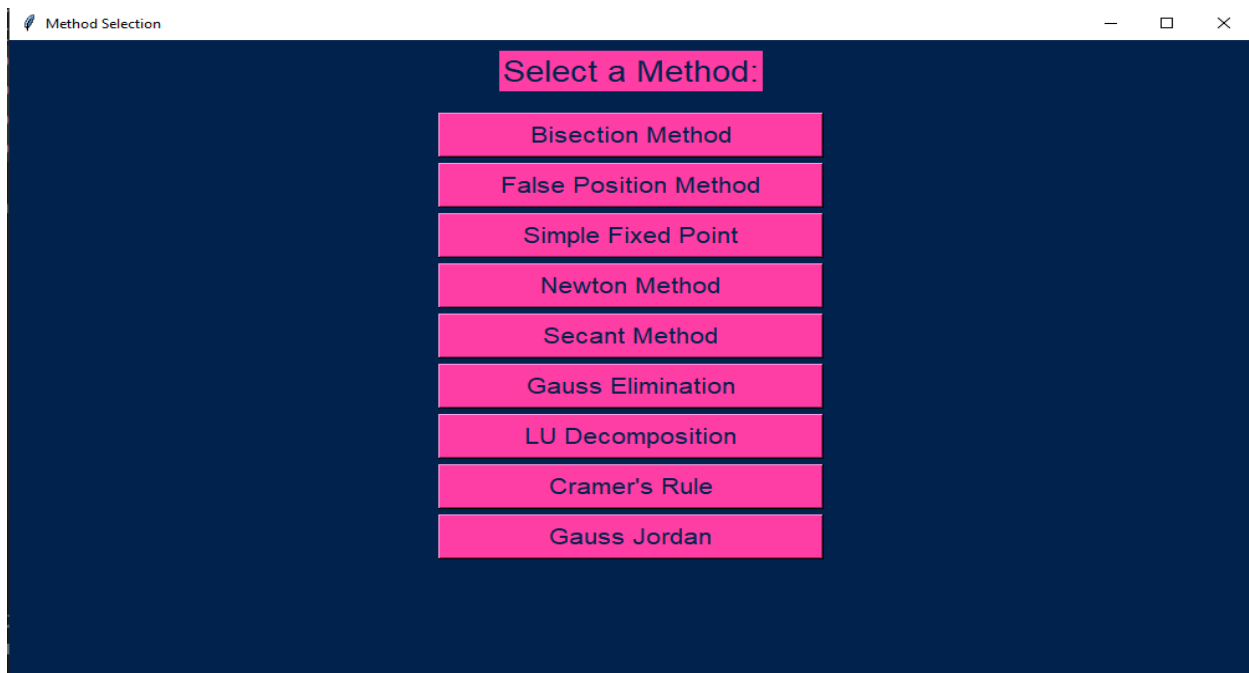 Method Selection
Select a Method:
Bisection Method
False Position Method
Simple Fixed Point
Newton Method
Secant Method
Gauss Elimination
LU Decomposition
Cramer's Rule
Gauss Jordan